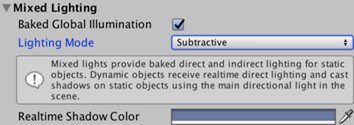 Mixed Lighting
Baked Global Illumination
Lighting Mode Subtractive
Mixed lights provide baked direct and indirect lighting for static
objects. Dynamic objects receive realtime direct lighting and cast
shadows on static objects using the main directional light in the
scene.
Realtime Shadow Color